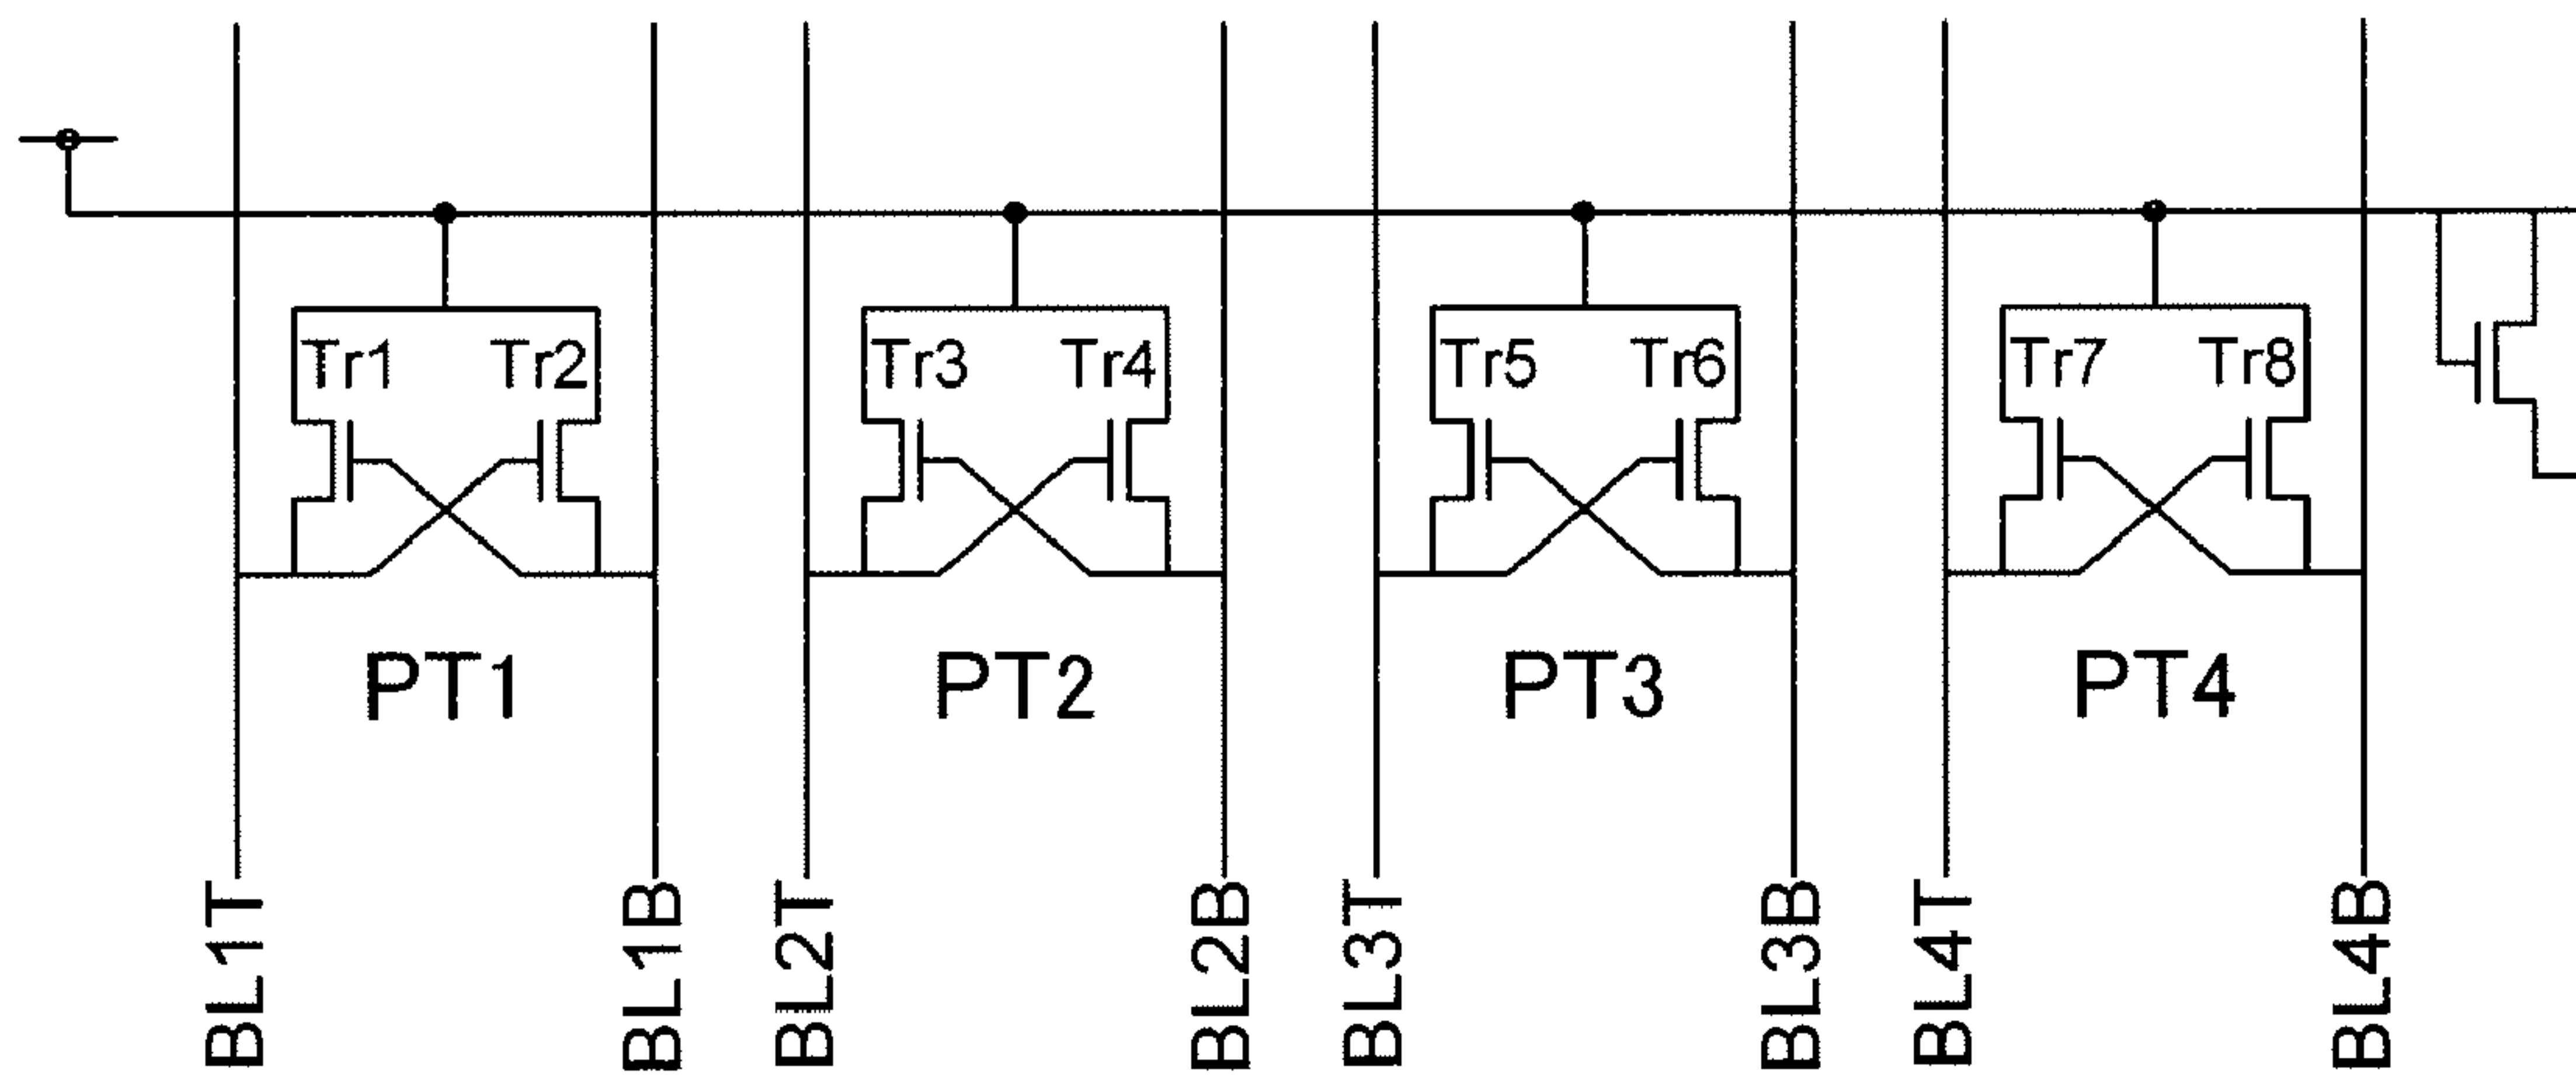 Tr1 Tr2 Tr3 Tr4 Tr5 Tr6 Tr7 Tr8
PT1 PT2 PT3 PT4
BL1T BL1B BL2T BL2B BL3T BL3B BL4T BL4B